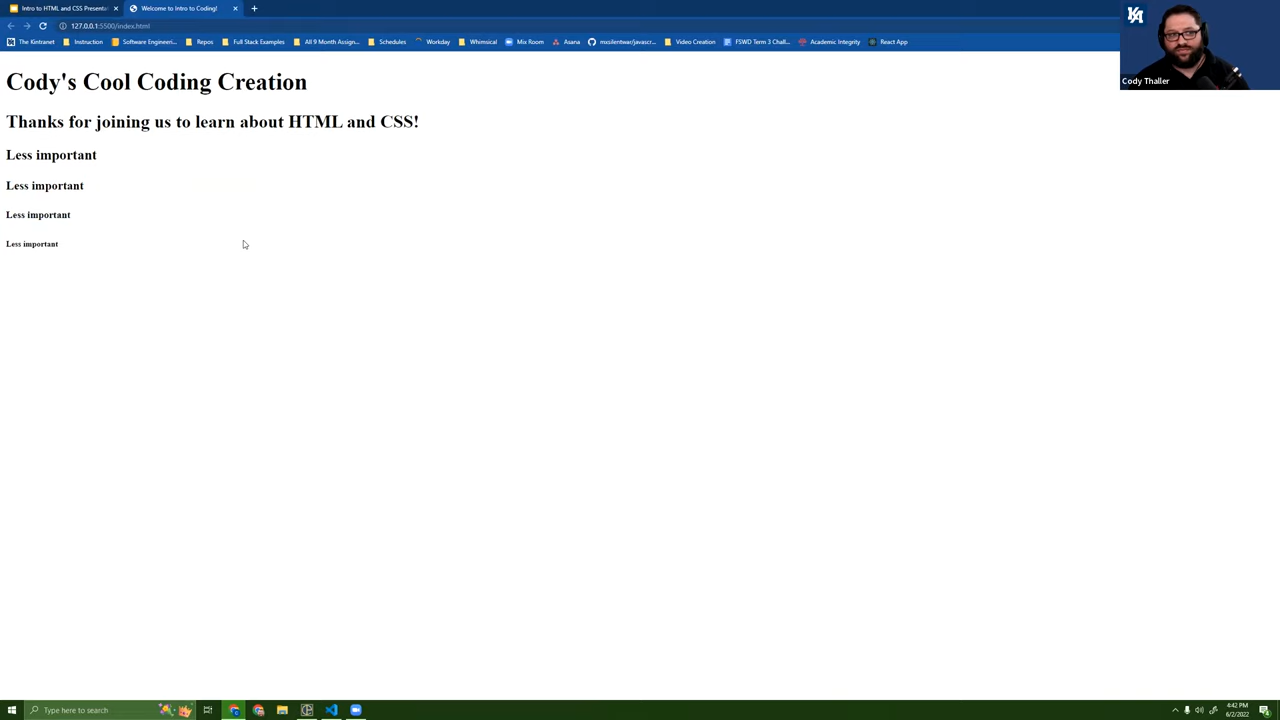 Intro to HTML and CSS Presenta
Welcome to Intro to Coding!
127.0.0.1:5500/index.html
The Kintranet
Instruction
Software Engineeri...
Repos
Full Stack Examples
All 9 Month Assign...
Schedules
Workday
Whimsical
Mix Room
Asana
mxsilentwar/javascr...
Video Creation
FSWD Term 3 Chall...
Academic Integrity
React App
Cody Thaller
Cody's Cool Coding Creation
Thanks for joining us to learn about HTML and CSS!
Less important
Less important
Less important
Less important
Type here to search
4:42 PM
6/2/2022